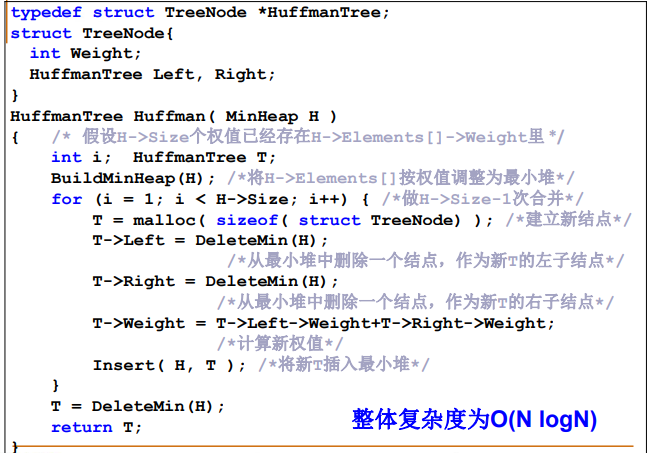 typedef struct TreeNode *HuffmanTree;
struct TreeNode{
  int Weight;
  HuffmanTree Left, Right;
}
HuffmanTree Huffman( MinHeap H )
{   /* 假设H->Size个权值已经存在H->Elements[]->Weight里 */
    int i;  HuffmanTree T;
    BuildMinHeap(H); /*将H->Elements[]按权值调整为最小堆*/
    for (i = 1; i < H->Size; i++) { /*做H->Size-1次合并*/
        T = malloc( sizeof( struct TreeNode) ); /*建立新结点*/
        T->Left = DeleteMin(H);
                     /*从最小堆中删除一个结点，作为新T的左子结点*/
        T->Right = DeleteMin(H);
                    /*从最小堆中删除一个结点，作为新T的右子结点*/
        T->Weight = T->Left->Weight+T->Right->Weight;
                    /*计算新权值*/
        Insert( H, T ); /*将新T插入最小堆*/
    }
    T = DeleteMin(H);
    return T;
}
整体复杂度为O(N logN)